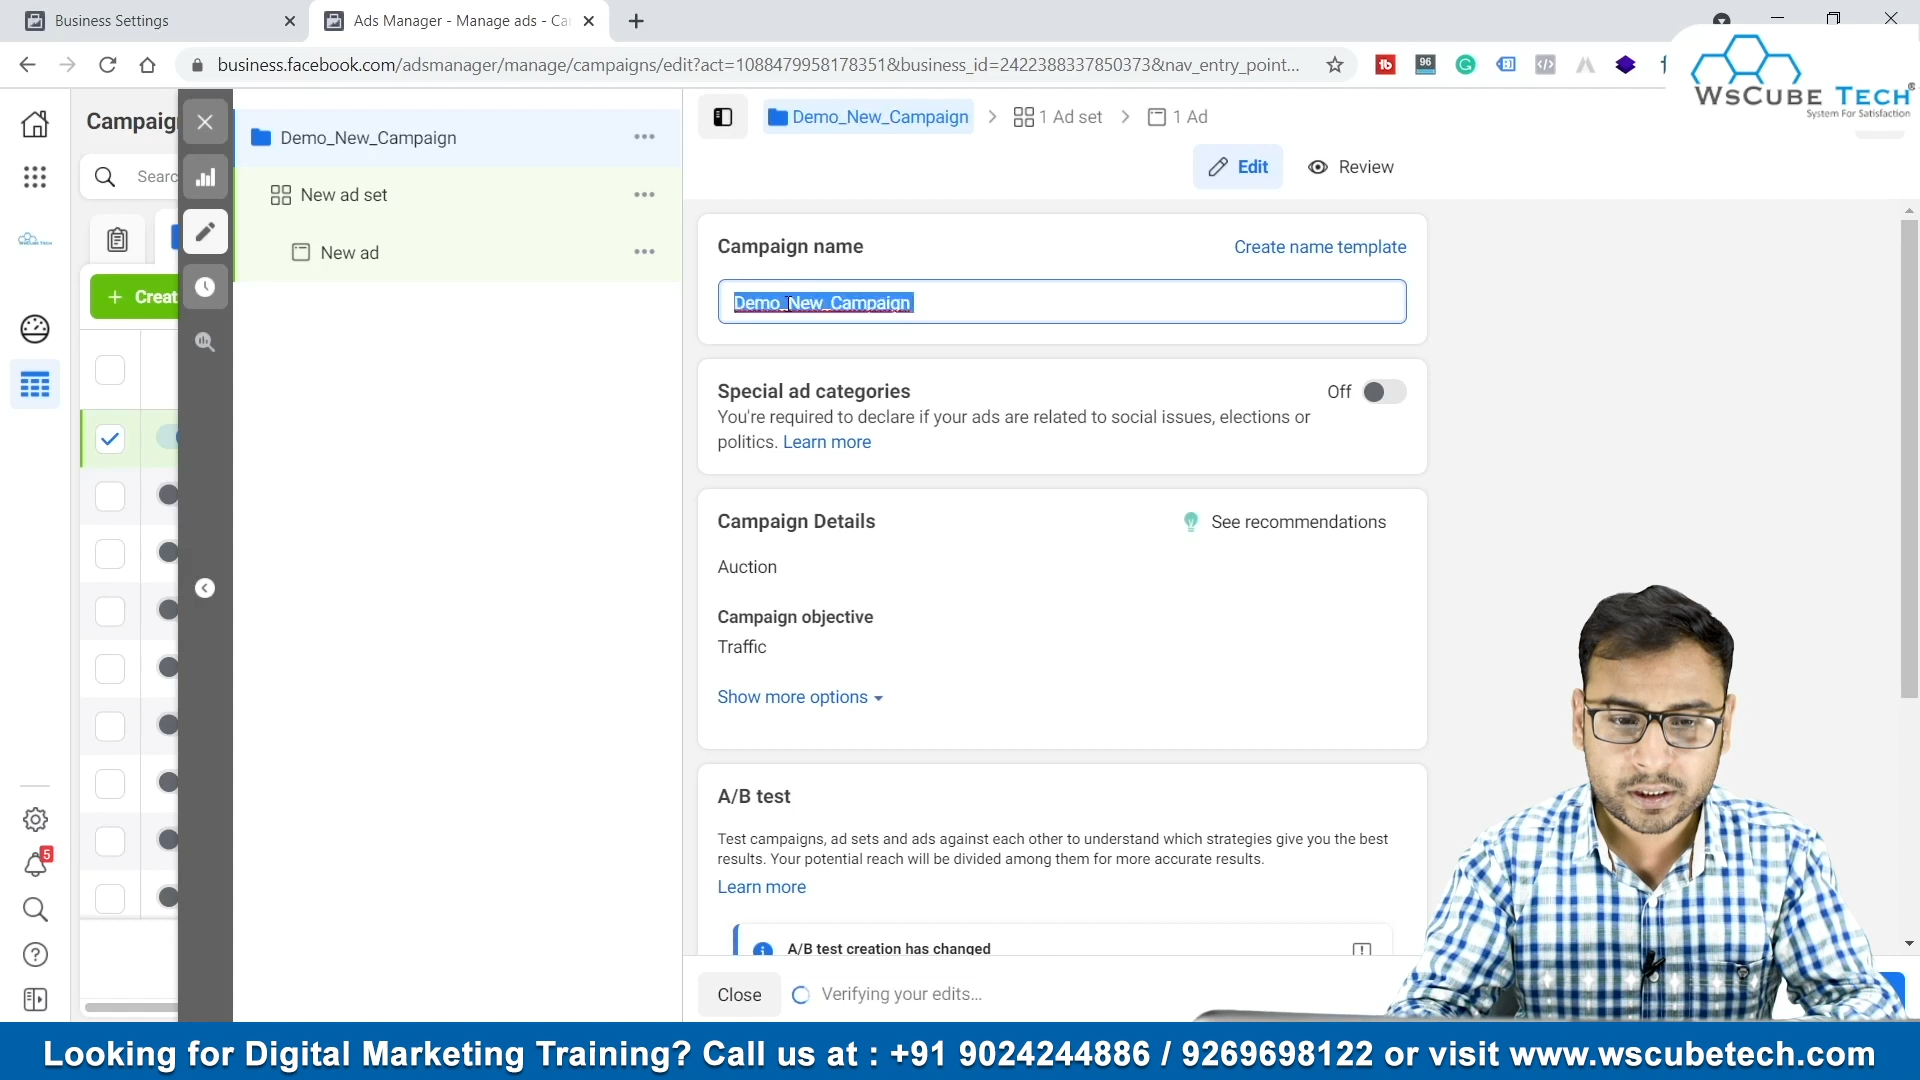 Business Settings
Ads Manager - Manage ads - Ca
business.facebook.com/adsmanager/manage/campaigns/edit?act=1088479958178351&business_id=2422388337850373&nav_entry_point...
96
WsCube Tech®
System For Satisfaction
Campaig
Demo_New_Campaign
Demo_New_Campaign
1 Ad set
1 Ad
Searc
Edit
Review
New ad set
New ad
Campaign name
Create name template
Creat
Demo_New_Campaign
Special ad categories
Off
You're required to declare if your ads are related to social issues, elections or
politics. Learn more
Campaign Details
See recommendations
Auction
Campaign objective
Traffic
Show more options
A/B test
Test campaigns, ad sets and ads against each other to understand which strategies give you the best
results. Your potential reach will be divided among them for more accurate results.
Learn more
5
A/B test creation has changed
Close
Verifying your edits...
Looking for Digital Marketing Training? Call us at : +91 9024244886 / 9269698122 or visit www.wscubetech.com